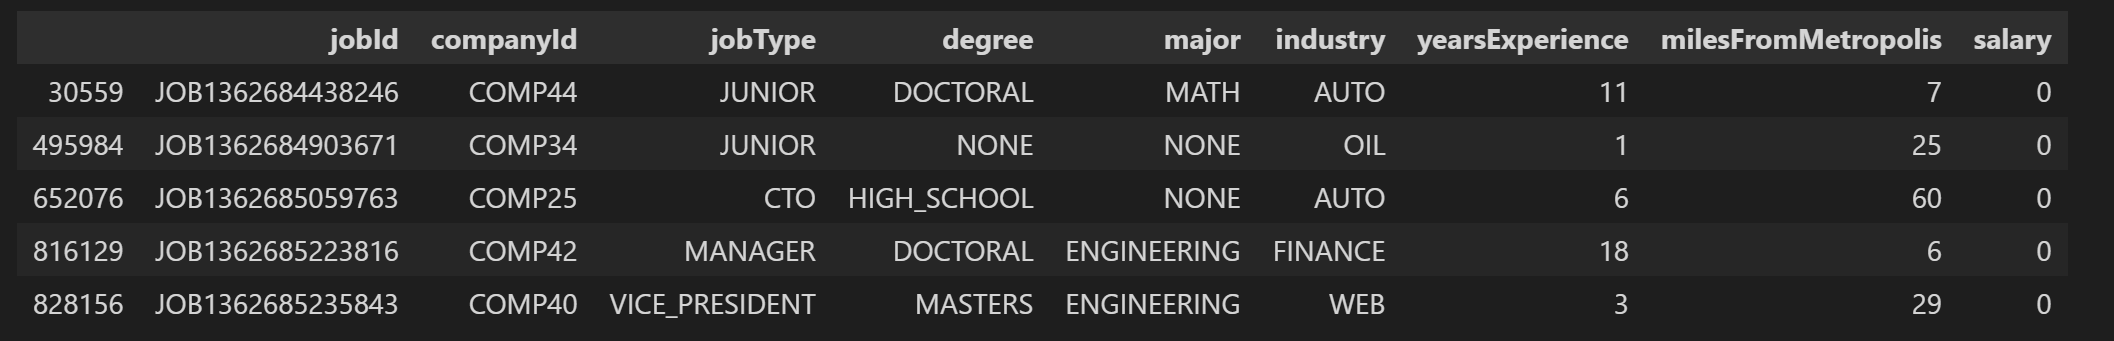 jobId companyId jobType degree major industry yearsExperience milesFromMetropolis salary
30559 JOB1362684438246 COMP44 JUNIOR DOCTORAL MATH AUTO 11 7 0
495984 JOB1362684903671 COMP34 JUNIOR NONE NONE OIL 1 25 0
652076 JOB1362685059763 COMP25 CTO HIGH_SCHOOL NONE AUTO 6 60 0
816129 JOB1362685223816 COMP42 MANAGER DOCTORAL ENGINEERING FINANCE 18 6 0
828156 JOB1362685235843 COMP40 VICE_PRESIDENT MASTERS ENGINEERING WEB 3 29 0